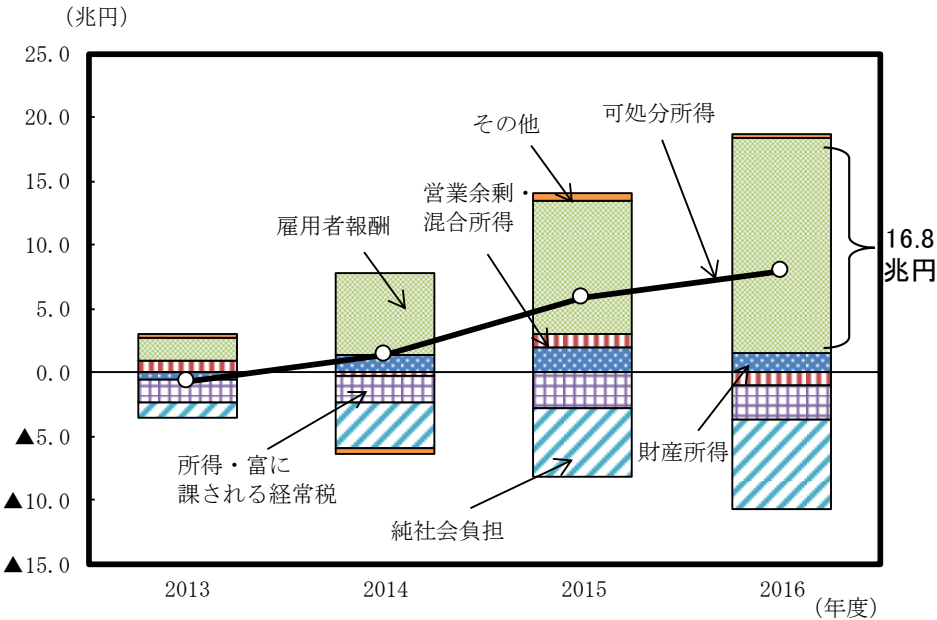 （兆円）
25.0
20.0
15.0
10.0
5.0
0.0
▲5.0
▲10.0
▲15.0
その他
可処分所得
営業余剰・
混合所得
雇用者報酬
16.8
兆円
所得・富に
課される経常税
財産所得
純社会負担
2013
2014
2015
2016
（年度）